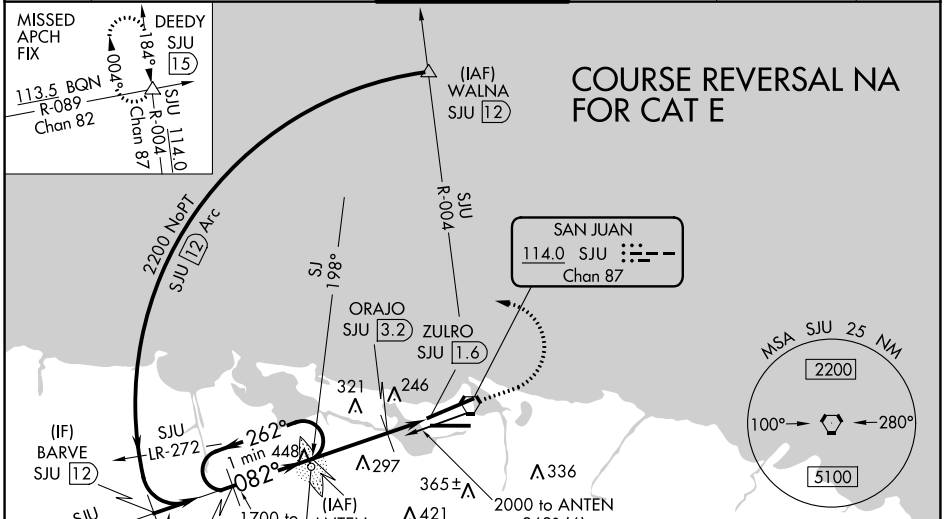 MISSED
APCH
FIX
DEEDY
SJU
15
184°
004°
113.5 BQN
R-089
Chan 82
SJU 114.0
R-004
Chan 87
(IAF)
WALNA
SJU 12
COURSE REVERSAL NA
FOR CAT E
2200 NoPT
SJU 12 Arc
SJU
R-004
SJ
198°
SAN JUAN
114.0 SJU
Chan 87
ORAJO
SJU 3.2
ZULRO
SJU 1.6
MSA SJU 25 NM
2200
100°
280°
5100
321
246
(IF)
BARVE
SJU 12
SJU
LR-272
262°
1 min
448
082°
297
336
365±
(IAF)
2000 to ANTEN
1700 to
421
SJU